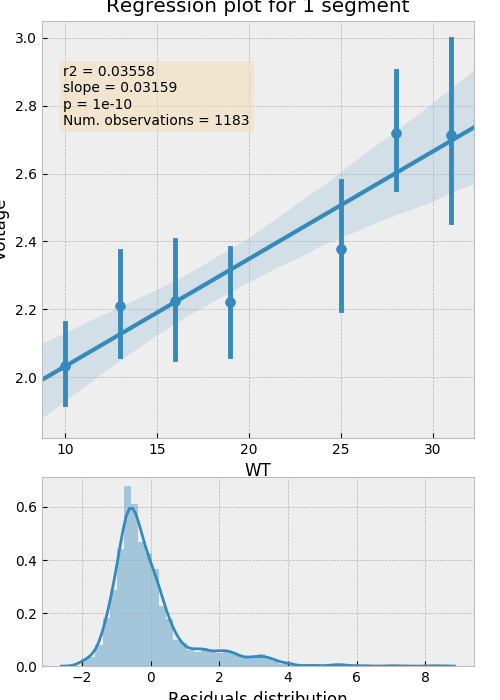 Regression plot for 1 segment
3.0
2.8
2.6
2.4
2.2
2.0
r2 = 0.03558
slope = 0.03159
p = 1e-10
Num. observations = 1183
Voltage
10 15 20 25 30
WT
0.6
0.4
0.2
0.0
−2 0 2 4 6 8
Residuals distribution